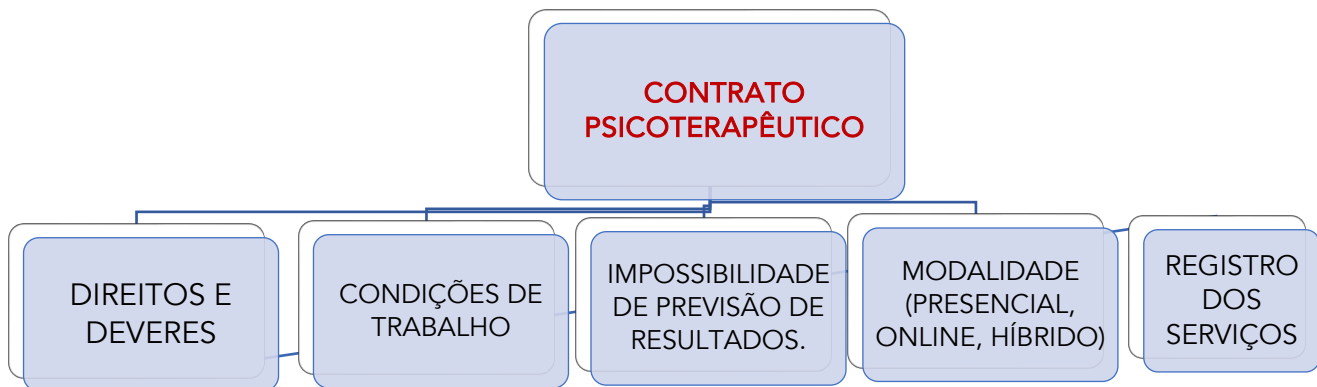 CONTRATO
PSICOTERAPÊUTICO
DIREITOS E
DEVERES
CONDIÇÕES DE
TRABALHO
IMPOSSIBILIDADE
DE PREVISÃO DE
RESULTADOS.
MODALIDADE
(PRESENCIAL,
ONLINE, HÍBRIDO)
REGISTRO
DOS
SERVIÇOS